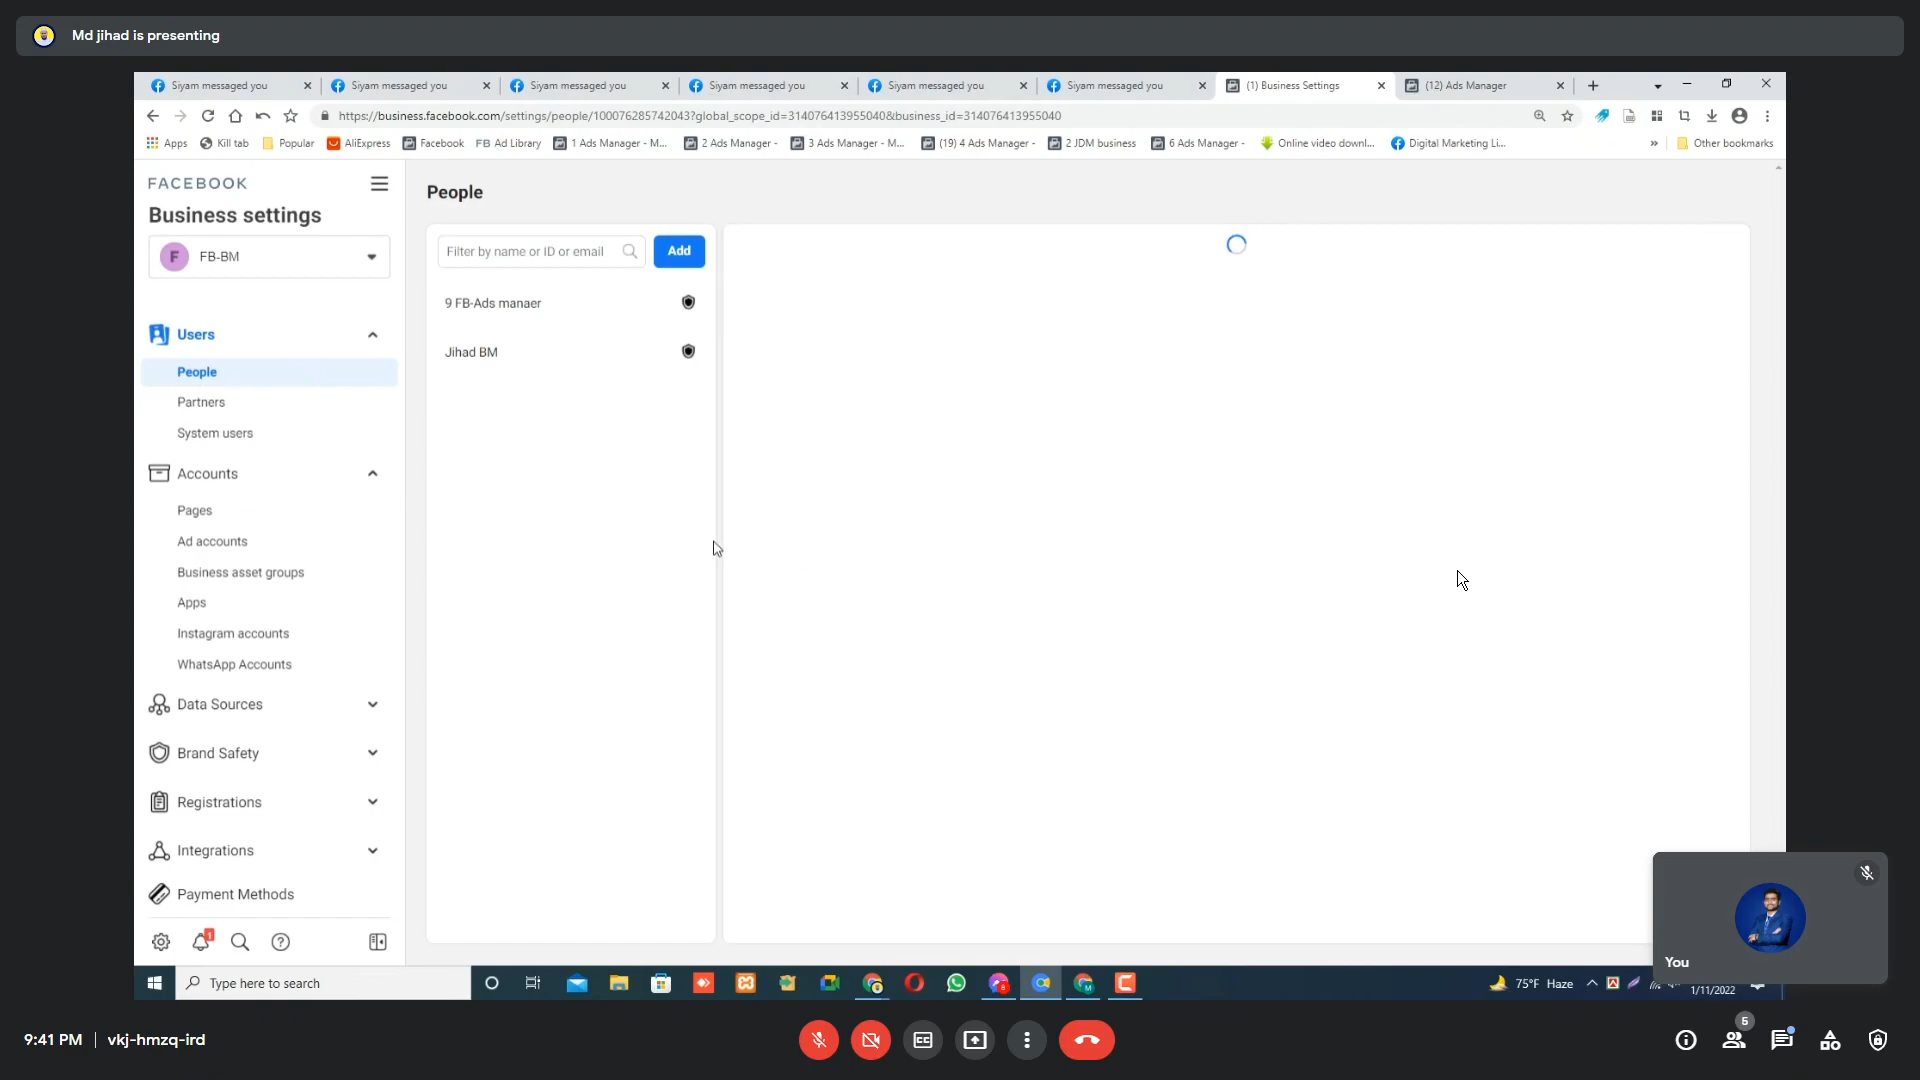 Md jihad is presenting
Siyam messaged you
Siyam messaged you
Siyam messaged you
Siyam messaged you
Siyam messaged you
Siyam messaged you
(1) Business Settings
(12) Ads Manager
https://business.facebook.com/settings/people/100076285742043?global_scope_id=314076413955040&business_id=314076413955040
Apps
Kill tab
Popular
AliExpress
Facebook
FB Ad Library
1 Ads Manager - M...
2 Ads Manager -
3 Ads Manager - M...
(19) 4 Ads Manager -
2 JDM business
6 Ads Manager -
Online video downl...
Digital Marketing Li...
»
Other bookmarks
FACEBOOK
Business settings
F
FB-BM
Users
People
Partners
System users
Accounts
Pages
Ad accounts
Business asset groups
Apps
Instagram accounts
WhatsApp Accounts
Data Sources
Brand Safety
Registrations
Integrations
Payment Methods
1
People
Filter by name or ID or email
Add
9 FB-Ads manaer
Jihad BM
You
Type here to search
75°F Haze
1/11/2022
9:41 PM
vkj-hmzq-ird
5